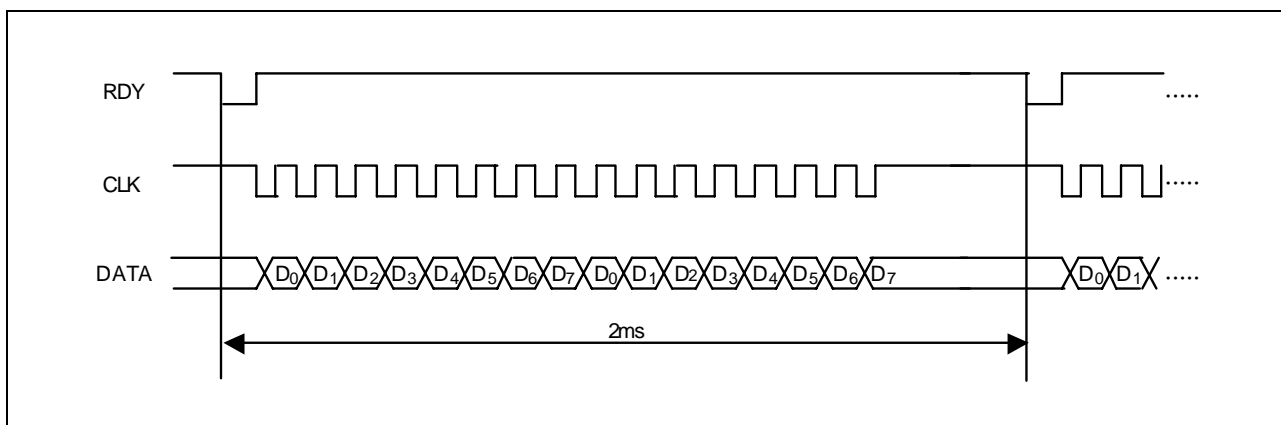 RDY .....
CLK .....
DATA D0 D1 D2 D3 D4 D5 D6 D7 D0 D1 D2 D3 D4 D5 D6 D7 D0 D1 .....
2ms